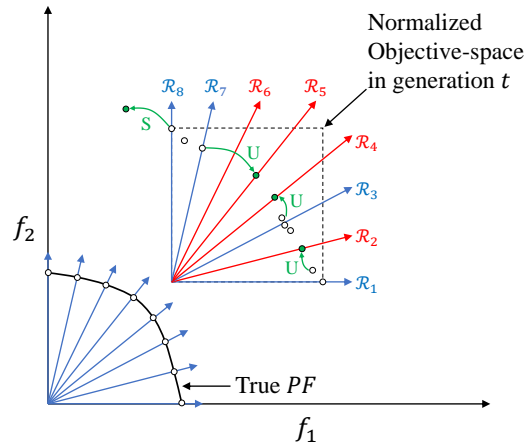 Normalized
Objective-space
in generation t
ℛ8 ℛ7 ℛ6 ℛ5
S
U
ℛ4
U
ℛ3
ℛ2
U
ℛ1
f2
True PF
f1